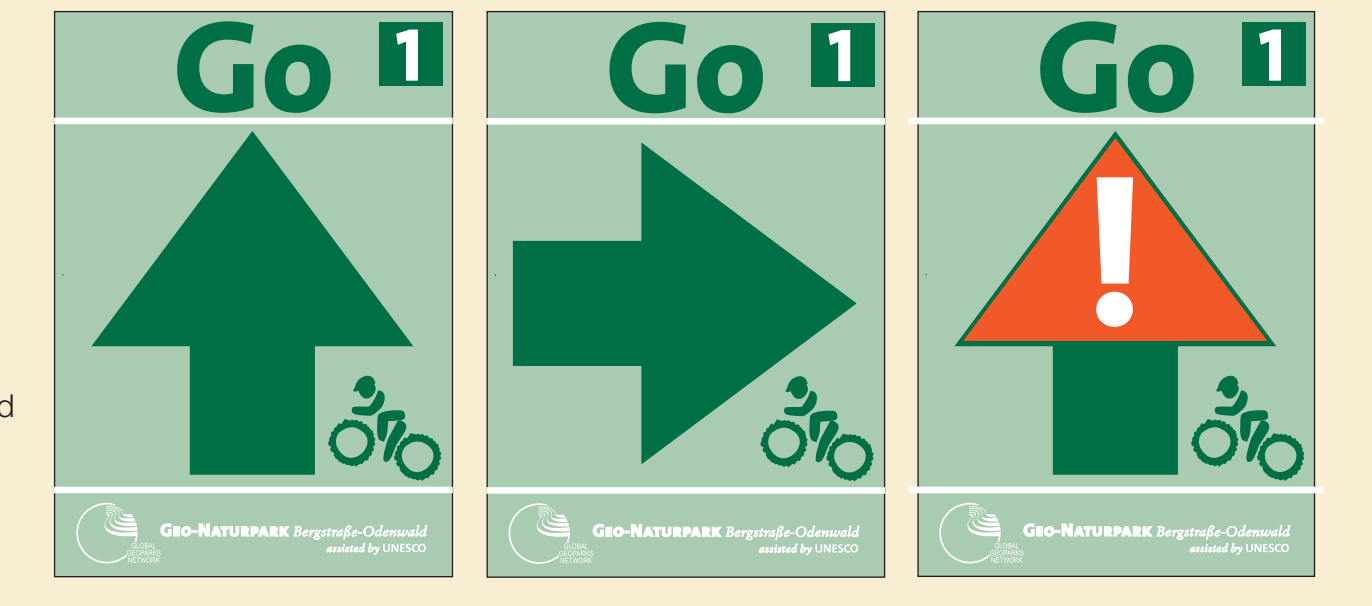 Go 1
GEO-NATURPARK Bergstraße-Odenwald
assisted by UNESCO
GLOBAL
GEOPARKS
NETWORK
Go 1
GEO-NATURPARK Bergstraße-Odenwald
assisted by UNESCO
GLOBAL
GEOPARKS
NETWORK
Go 1
!
GEO-NATURPARK Bergstraße-Odenwald
assisted by UNESCO
GLOBAL
GEOPARKS
NETWORK
d